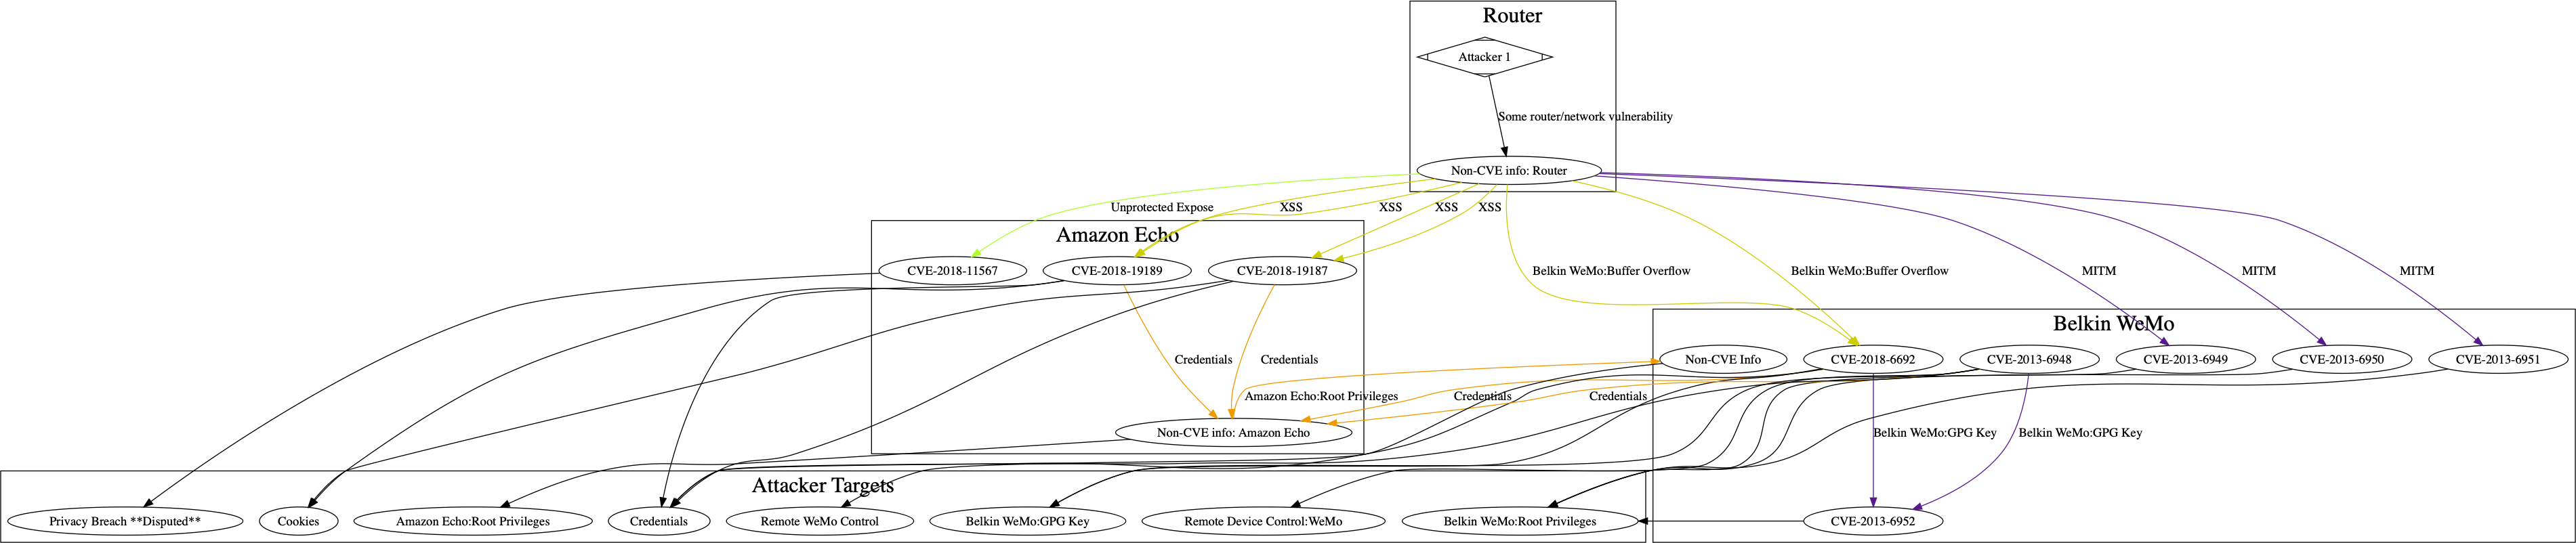 Router
Attacker 1
Some router/network vulnerability
Non-CVE info: Router
Unprotected Expose
XSS
XSS
XSS
XSS
Amazon Echo
CVE-2018-11567
CVE-2018-19189
CVE-2018-19187
Belkin WeMo:Buffer Overflow
Belkin WeMo:Buffer Overflow
MITM
MITM
MITM
Belkin WeMo
Credentials
Credentials
Non-CVE Info
CVE-2018-6692
CVE-2013-6948
CVE-2013-6949
CVE-2013-6950
CVE-2013-6951
Amazon Echo:Root Privileges
Credentials
Credentials
Non-CVE info: Amazon Echo
Belkin WeMo:GPG Key
Belkin WeMo:GPG Key
Attacker Targets
Privacy Breach **Disputed**
Cookies
Amazon Echo:Root Privileges
Credentials
Remote WeMo Control
Belkin WeMo:GPG Key
Remote Device Control:WeMo
Belkin WeMo:Root Privileges
CVE-2013-6952